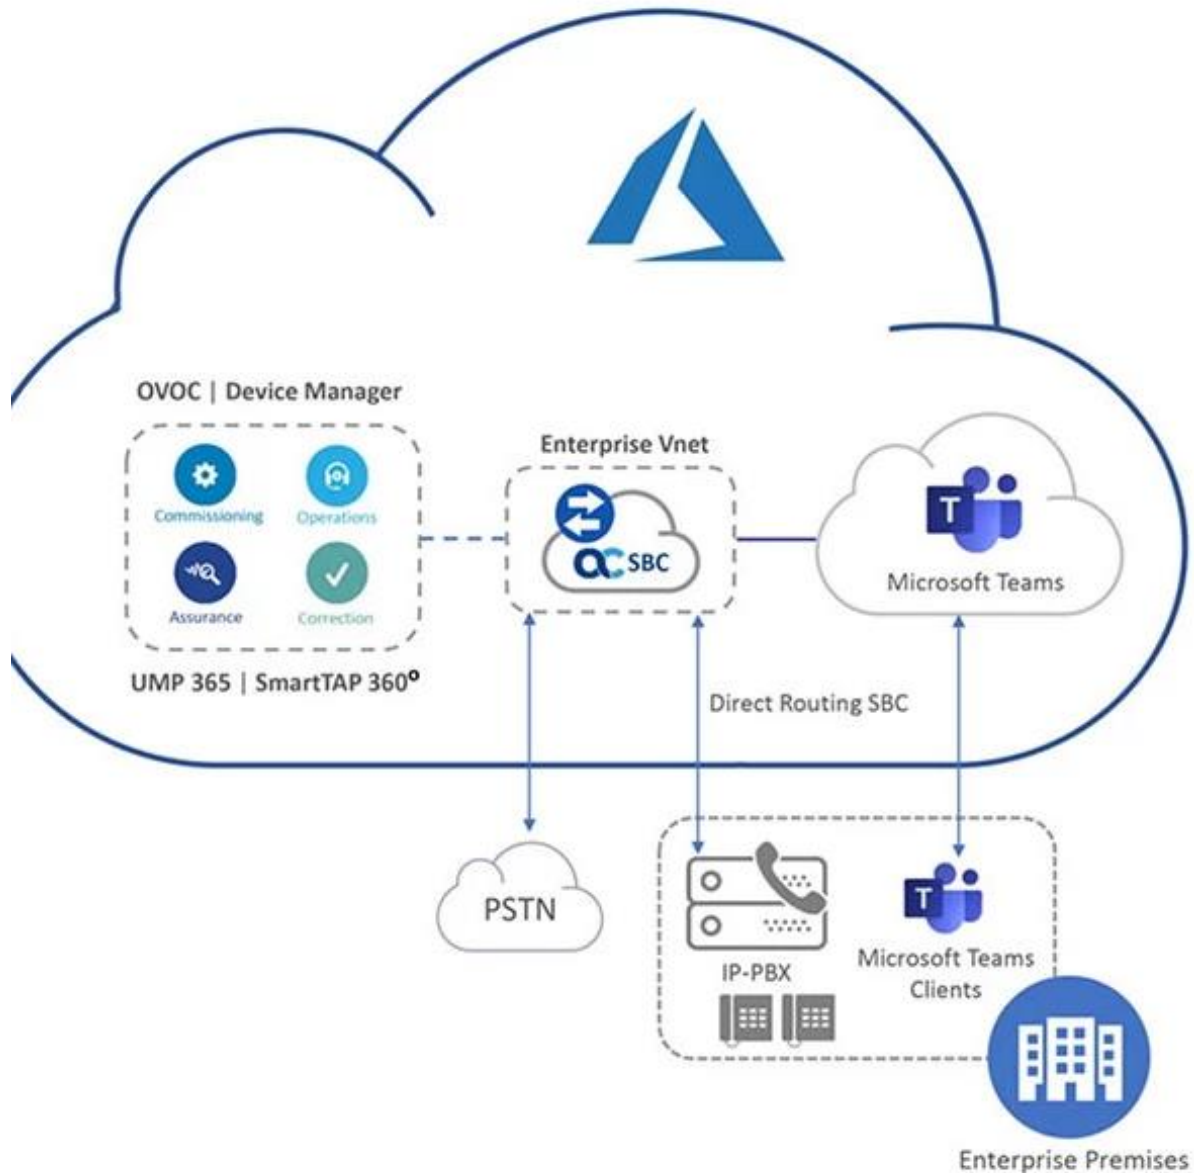 OVOC | Device Manager
Commissioning
Operations
Assurance
Correction
UMP 365 | SmartTAP 360°
Enterprise Vnet
ac SBC
T
Microsoft Teams
Direct Routing SBC
PSTN
IP-PBX
T
Microsoft Teams
Clients
Enterprise Premises